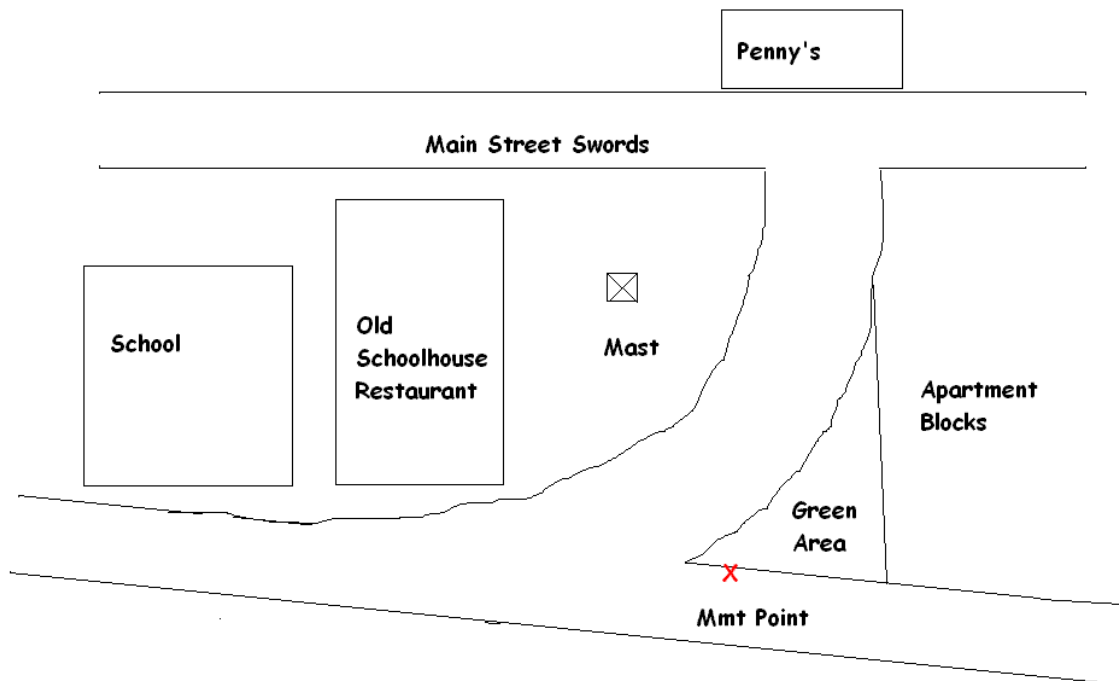 Penny's
Main Street Swords
School
Old
Schoolhouse
Restaurant
Mast
Apartment
Blocks
Green
Area
X
Mmt Point